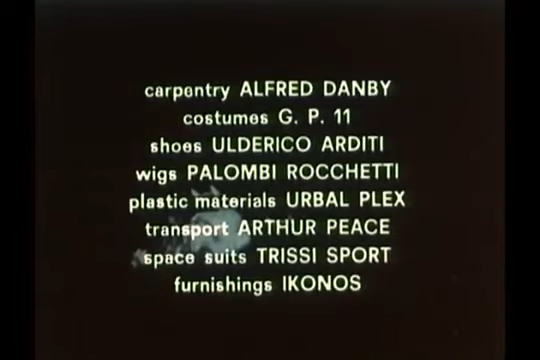 carpentry ALFRED DANBY
costumes G. P. 11
shoes ULDERICO ARDITI
wigs PALOMBI ROCCHETTI
plastic materials URBAL PLEX
transport ARTHUR PEACE
space suits TRISSI SPORT
furnishings IKONOS